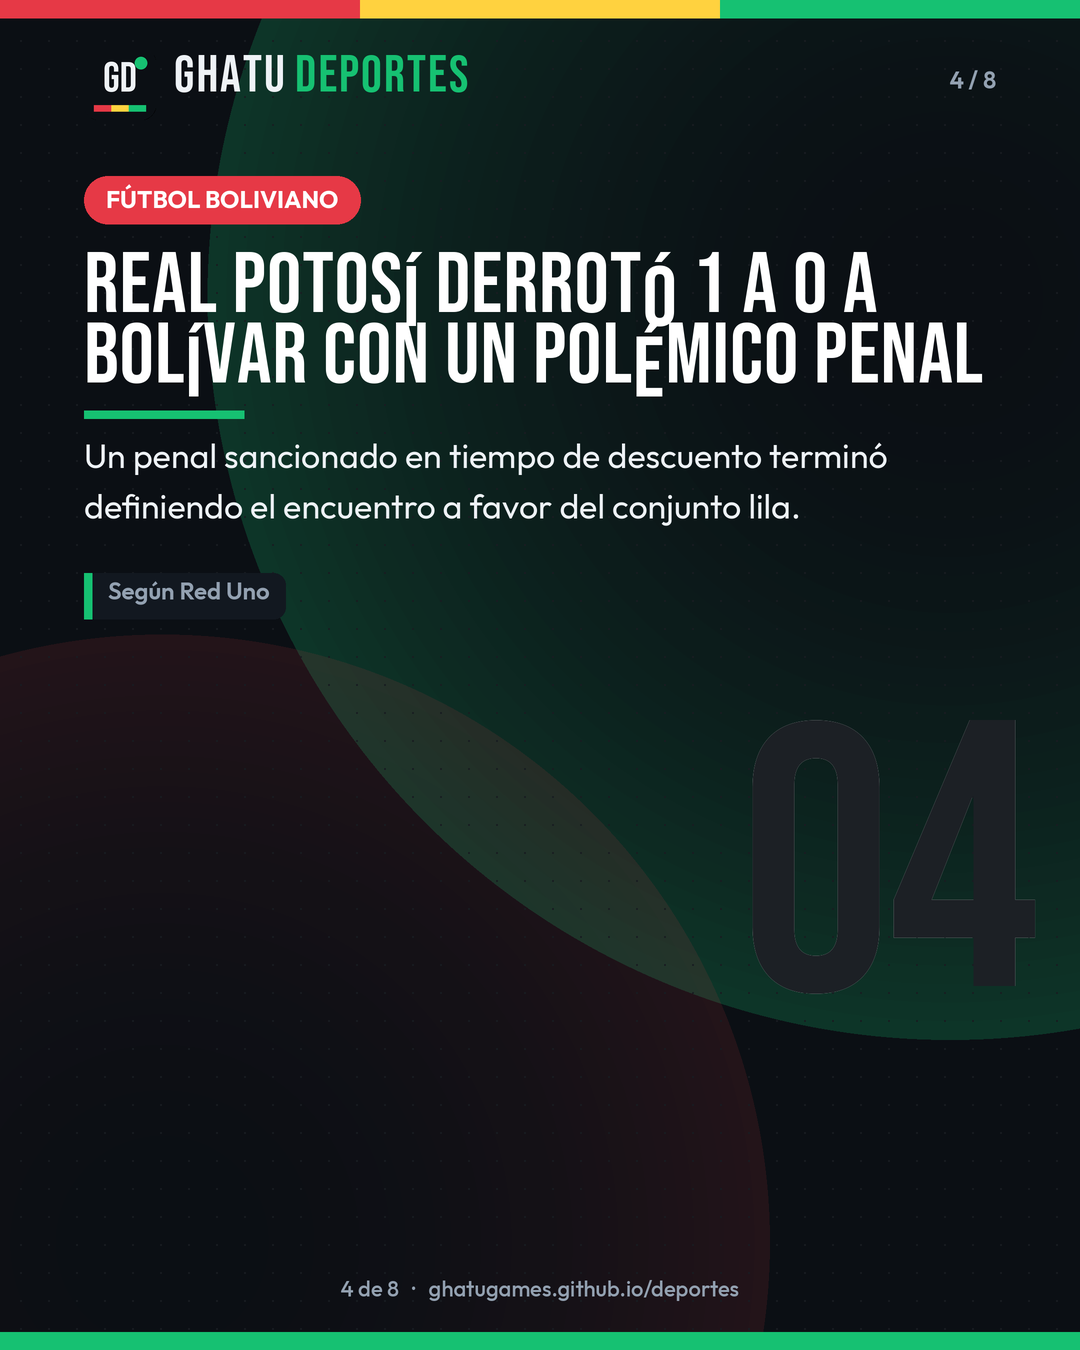 GD GHATU DEPORTES
4 / 8
FÚTBOL BOLIVIANO
REAL POTOSÍ DERROTÓ 1 A 0 A
BOLÍVAR CON UN POLÉMICO PENAL
Un penal sancionado en tiempo de descuento terminó
definiendo el encuentro a favor del conjunto lila.
Según Red Uno
04
4 de 8 · ghatugames.github.io/deportes